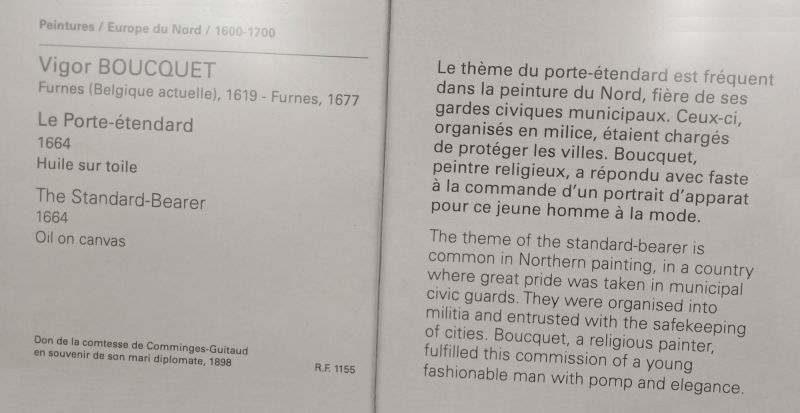 Peintures / Europe du Nord / 1600-1700
Vigor BOUCQUET
Furnes (Belgique actuelle), 1619 - Furnes, 1677
Le Porte-étendard
1664
Huile sur toile
The Standard-Bearer
1664
Oil on canvas
Don de la comtesse de Comminges-Guitaud
en souvenir de son mari diplomate, 1898
R.F. 1155
Le thème du porte-étendard est fréquent
dans la peinture du Nord, fière de ses
gardes civiques municipaux. Ceux-ci,
organisés en milice, étaient chargés
de protéger les villes. Boucquet,
peintre religieux, a répondu avec faste
à la commande d'un portrait d'apparat
pour ce jeune homme à la mode.
The theme of the standard-bearer is
common in Northern painting, in a country
where great pride was taken in municipal
civic guards. They were organised into
militia and entrusted with the safekeeping
of cities. Boucquet, a religious painter,
fulfilled this commission of a young
fashionable man with pomp and elegance.